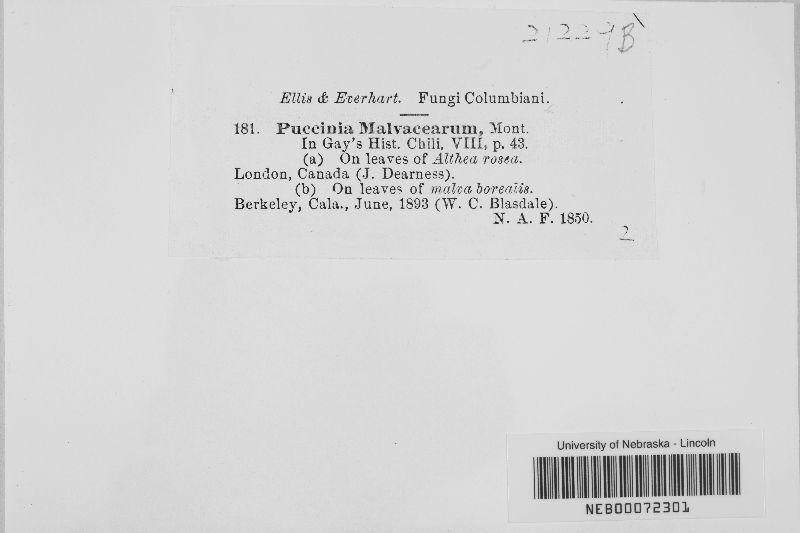 21229B
Ellis & Everhart. Fungi Columbiani.
181. Puccinia Malvacearum, Mont.
In Gay's Hist. Chili, VIII, p. 43.
(a) On leaves of Althea rosea.
London, Canada (J. Dearness).
(b) On leaves of malva borealis.
Berkeley, Cala., June, 1893 (W. C. Blasdale).
N. A. F. 1850.
2
University of Nebraska - Lincoln
NEB00072301